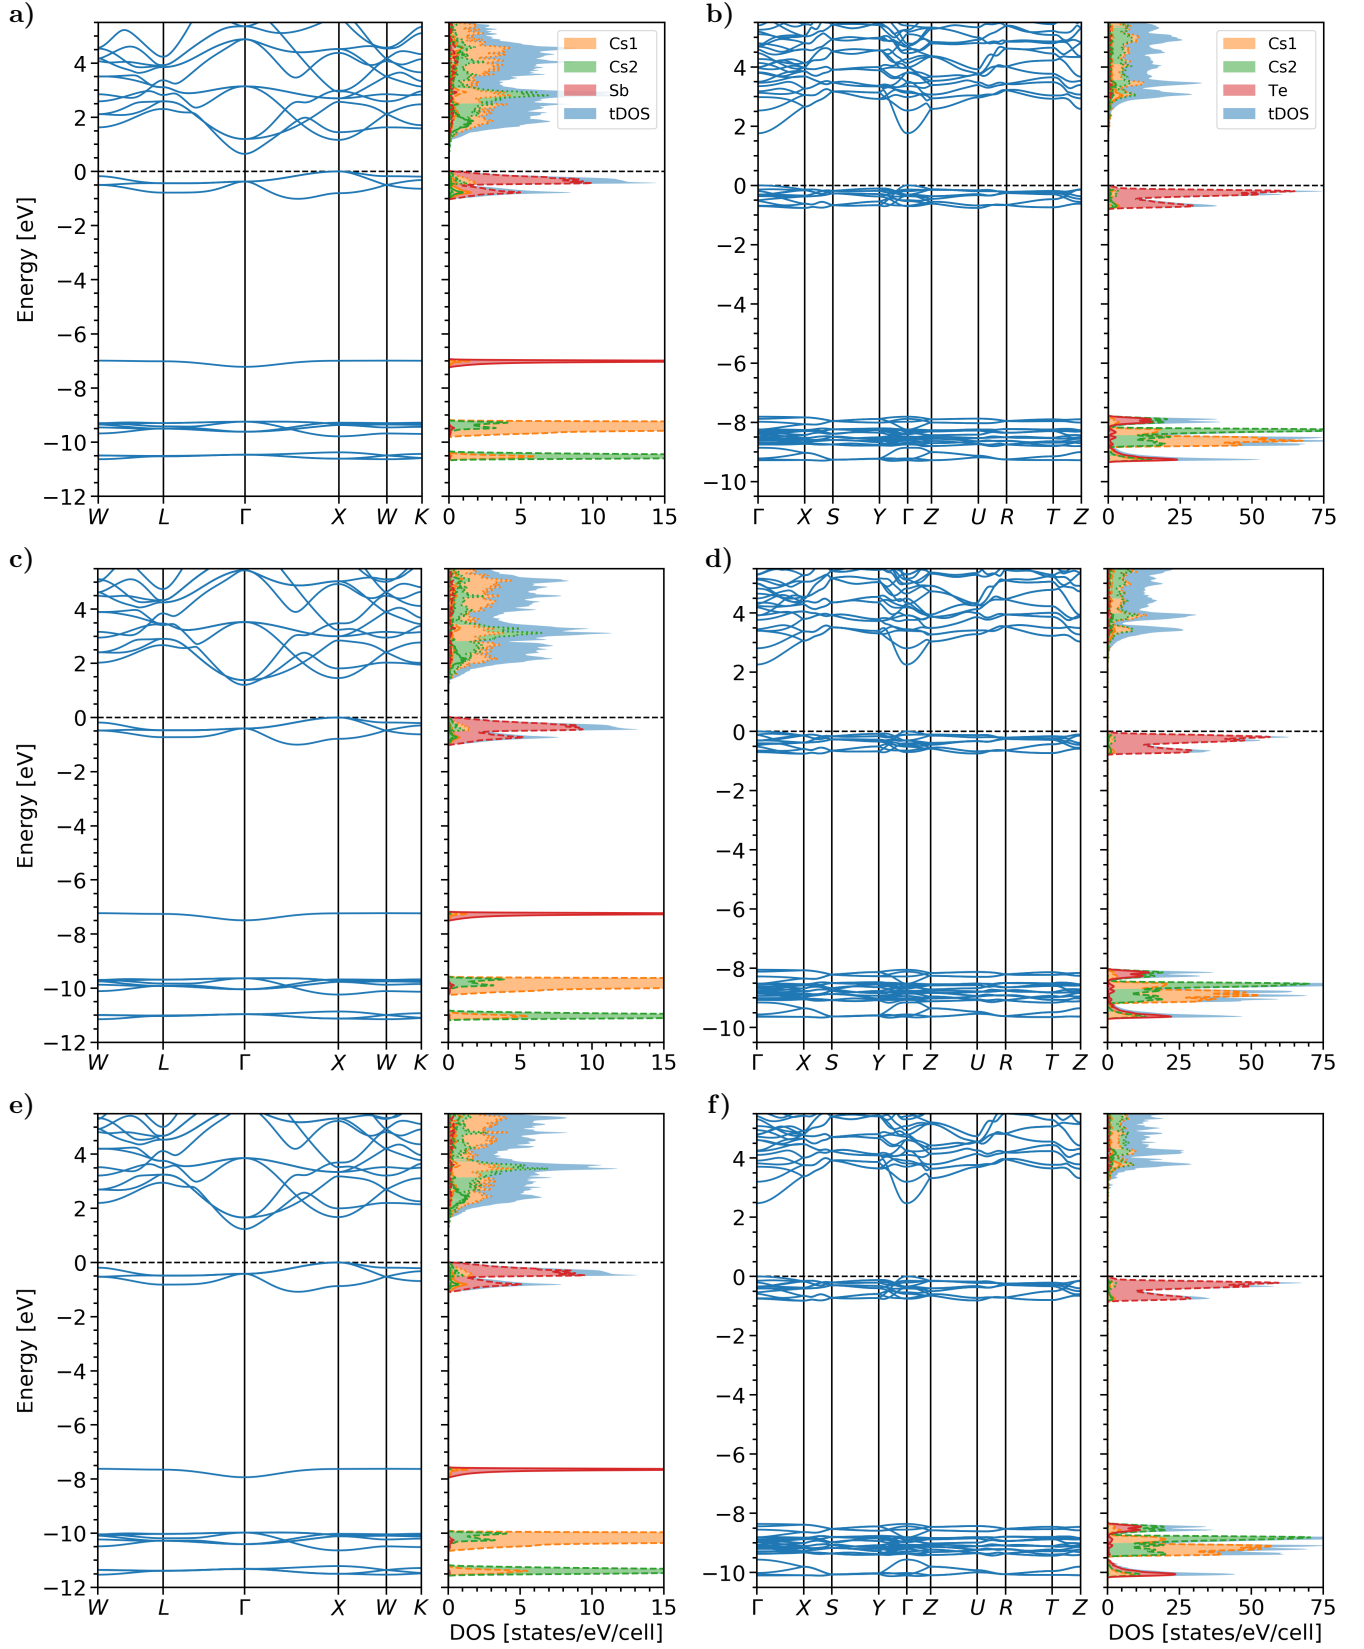 a)
b)
Energy [eV]
4
2
0
−2
−4
−6
−8
−10
−12
W L Γ X W K
0 5 10 15
Cs1
Cs2
Sb
tDOS
4
2
0
−2
−4
−6
−8
−10
Γ X S Y Γ Z U R T Z
0 25 50 75
Cs1
Cs2
Te
tDOS
c)
d)
Energy [eV]
4
2
0
−2
−4
−6
−8
−10
−12
W L Γ X W K
0 5 10 15
4
2
0
−2
−4
−6
−8
−10
Γ X S Y Γ Z U R T Z
0 25 50 75
e)
f)
Energy [eV]
4
2
0
−2
−4
−6
−8
−10
−12
W L Γ X W K
0 5 10 15
DOS [states/eV/cell]
4
2
0
−2
−4
−6
−8
−10
Γ X S Y Γ Z U R T Z
0 25 50 75
DOS [states/eV/cell]